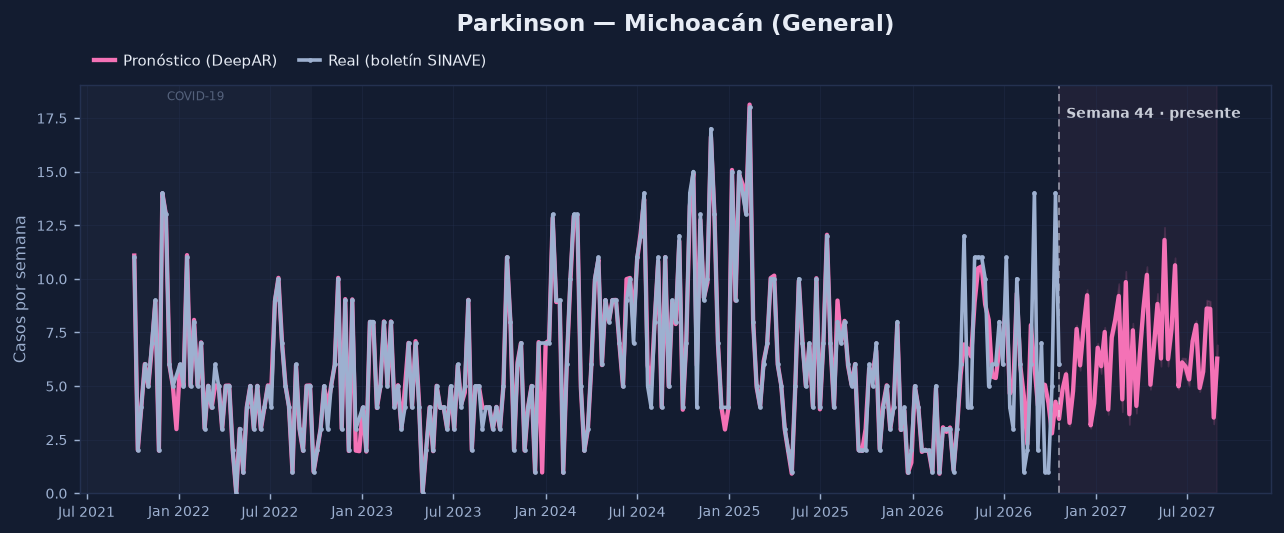 Parkinson — Michoacán (General)
Pronóstico (DeepAR) Real (boletín SINAVE)
COVID-19
Semana 44 · presente
Casos por semana
17.5
15.0
12.5
10.0
7.5
5.0
2.5
0.0
Jul 2021 Jan 2022 Jul 2022 Jan 2023 Jul 2023 Jan 2024 Jul 2024 Jan 2025 Jul 2025 Jan 2026 Jul 2026 Jan 2027 Jul 2027